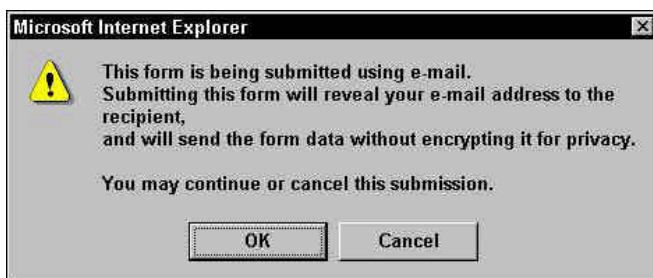 Microsoft Internet Explorer
This form is being submitted using e-mail.
Submitting this form will reveal your e-mail address to the
recipient,
and will send the form data without encrypting it for privacy.
You may continue or cancel this submission.
OK
Cancel